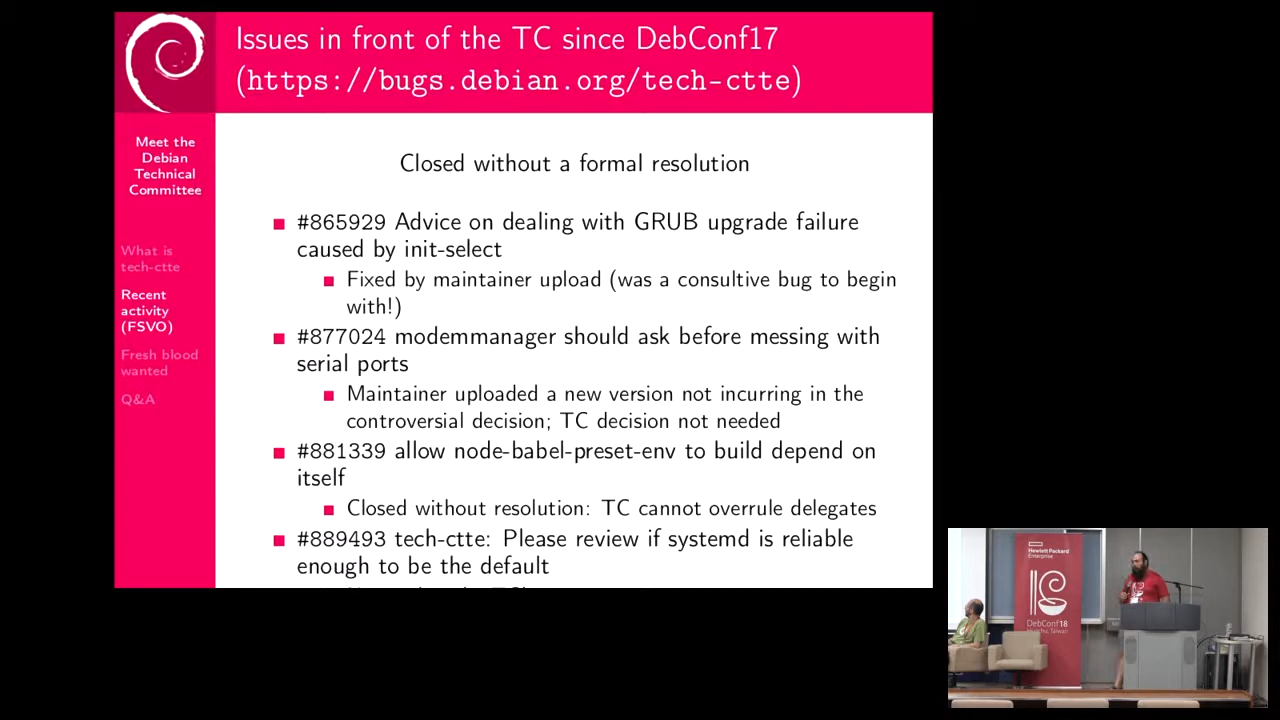 Issues in front of the TC since DebConf17
(https://bugs.debian.org/tech-ctte)
Meet the
Debian
Technical
Committee
What is
tech-ctte
Recent
activity
(FSVO)
Fresh blood
wanted
Q&A
Closed without a formal resolution
#865929 Advice on dealing with GRUB upgrade failure
caused by init-select
Fixed by maintainer upload (was a consultive bug to begin
with!)
#877024 modemmanager should ask before messing with
serial ports
Maintainer uploaded a new version not incurring in the
controversial decision; TC decision not needed
#881339 allow node-babel-preset-env to build depend on
itself
Closed without resolution: TC cannot overrule delegates
#889493 tech-ctte: Please review if systemd is reliable
enough to be the default
Hewlett Packard
Enterprise
DebConf18